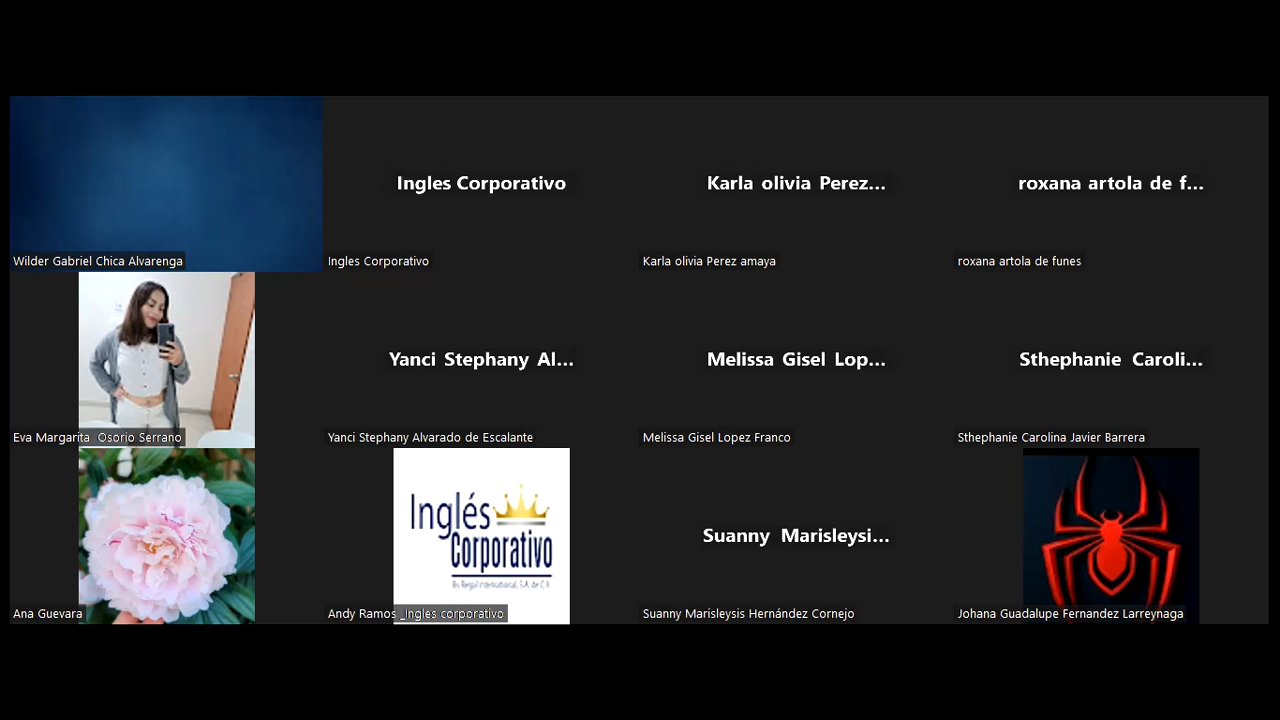 Ingles Corporativo
Karla olivia Perez...
roxana artola de f...
Wilder Gabriel Chica Alvarenga
Ingles Corporativo
Karla olivia Perez amaya
roxana artola de funes
Yanci Stephany Al...
Melissa Gisel Lop...
Sthephanie Caroli...
Eva Margarita Osorio Serrano
Yanci Stephany Alvarado de Escalante
Melissa Gisel Lopez Franco
Sthephanie Carolina Javier Barrera
Inglés
Corporativo
Suanny Marisleysi...
Ana Guevara
Andy Ramos _Ingles corporativo
Suanny Marisleysis Hernández Cornejo
Johana Guadalupe Fernandez Larreynaga